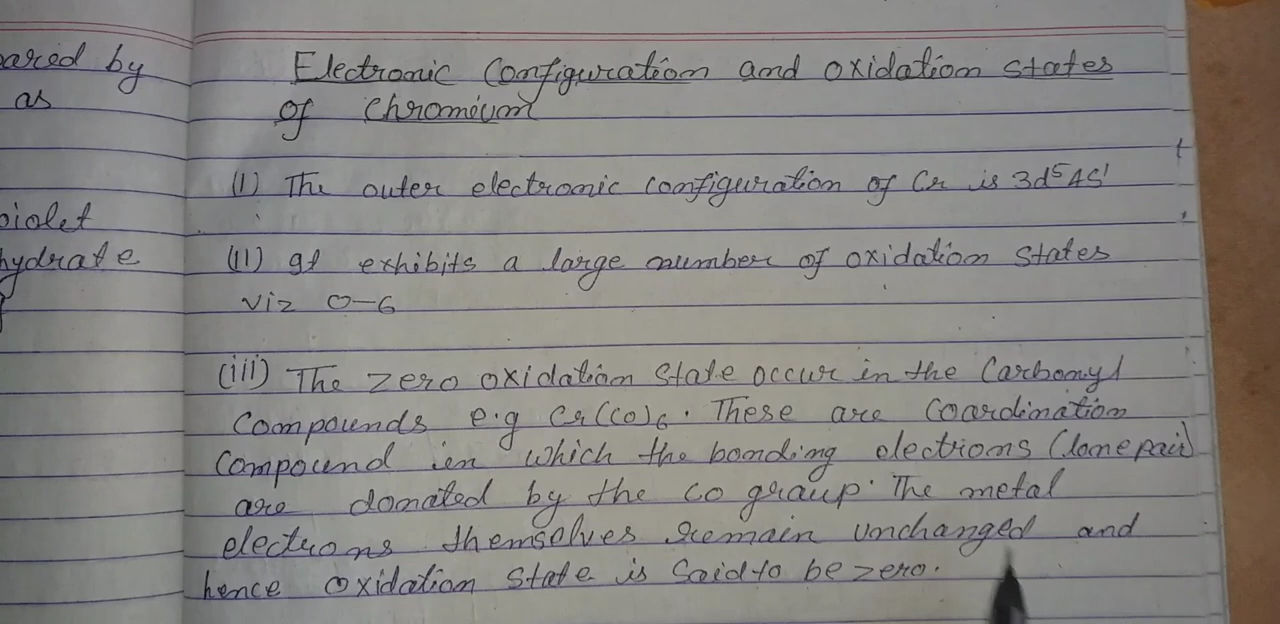 ared by
as
violet
hydrate
Electronic Configuration and oxidation states
of Chromium
(I) The outer electronic configuration of Cr is 3d⁵4s¹
(II) It exhibits a large number of oxidation states
viz 0-6
(iii) The zero oxidation State occur in the Carbonyl
Compounds e.g Cr(CO)₆. These are Coardination
Compound in which the bonding electrons (lone pair)
are donated by the CO group. The metal
electrons themselves remain unchanged and
hence oxidation State is Said to be zero.